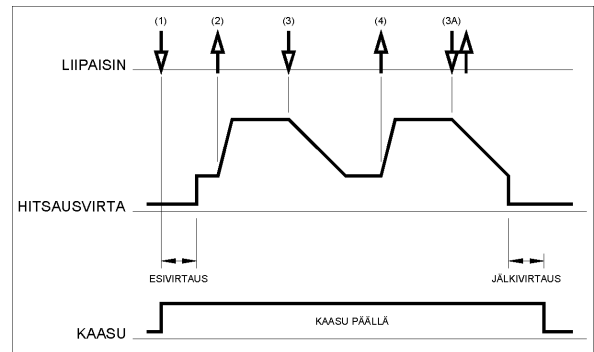 (1) (2) (3) (4) (3A)
LIIPAISIN
HITSAUSVIRTA
ESIVIRTAUS JÄLKIVIRTAUS
KAASU PÄÄLLÄ
KAASU